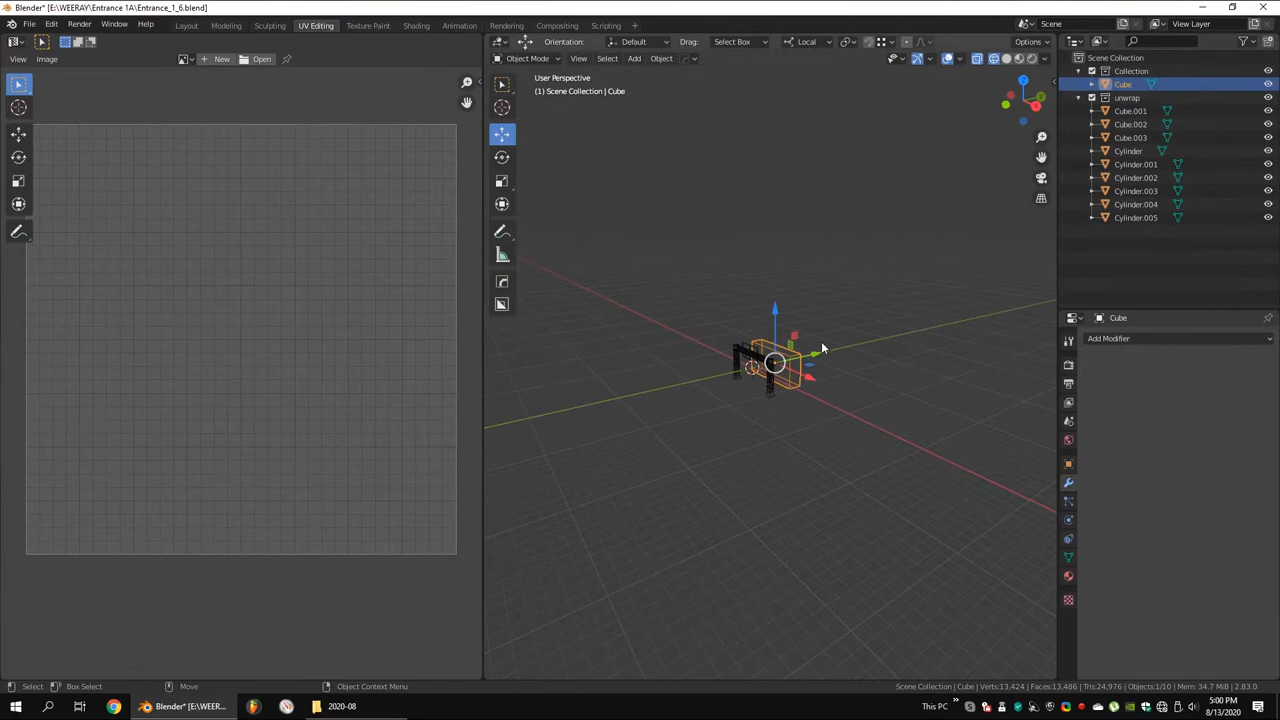 Blender* [E:\WEERAY\Entrance 1A\Entrance_1_6.blend]
File Edit Render Window Help Layout Modeling Sculpting UV Editing Texture Paint Shading Animation Rendering Compositing Scripting Scene View Layer
New Open Orientation: Default Drag: Select Box Local Options
View Image Object Mode View Select Add Object
User Perspective
(1) Scene Collection | Cube
Scene Collection
Collection
Cube
unwrap
Cube.001
Cube.002
Cube.003
Cylinder
Cylinder.001
Cylinder.002
Cylinder.003
Cylinder.004
Cylinder.005
Cube
Add Modifier
Select Box Select Move Object Context Menu Scene Collection | Cube | Verts:13,424 | Faces:13,486 | Tris:24,976 | Objects:1/10 | Mem: 34.7 MiB | 2.83.0
Blender* [E:\WEER... 2020-08 This PC 5:00 PM
8/13/2020